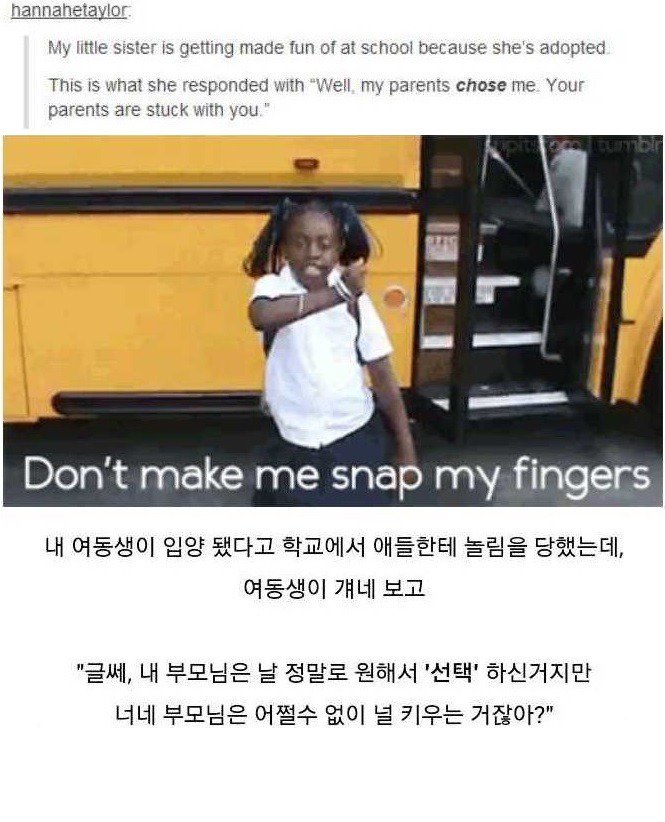 hannahetaylor:
My little sister is getting made fun of at school because she's adopted.
This is what she responded with "Well, my parents chose me. Your
parents are stuck with you."
tumblr
Don't make me snap my fingers
내 여동생이 입양 됐다고 학교에서 애들한테 놀림을 당했는데,
여동생이 걔네 보고
"글쎄, 내 부모님은 날 정말로 원해서 '선택' 하신거지만
너네 부모님은 어쩔수 없이 널 키우는 거잖아?"